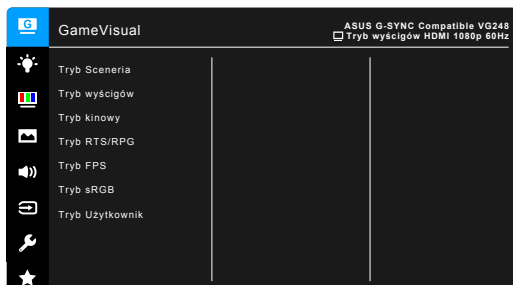 G
GameVisual
ASUS G-SYNC Compatible VG248
Tryb wyścigów HDMI 1080p 60Hz
Tryb Sceneria
Tryb wyścigów
Tryb kinowy
Tryb RTS/RPG
Tryb FPS
Tryb sRGB
Tryb Użytkownik